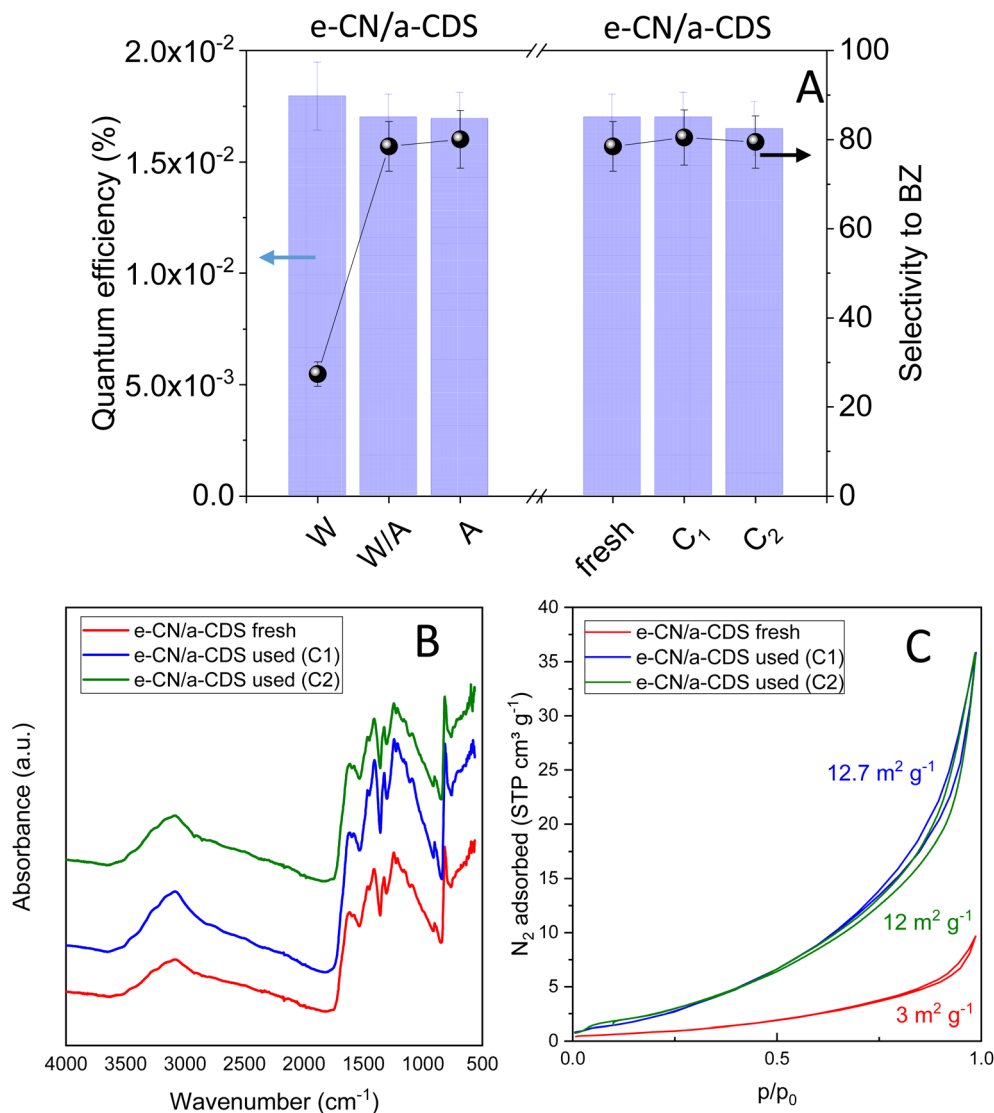 e-CN/a-CDS e-CN/a-CDS
A
Quantum efficiency (%)
2.0x10⁻²
1.5x10⁻²
1.0x10⁻²
5.0x10⁻³
0.0
Selectivity to BZ
100
80
60
40
20
0
W W/A A fresh C₁ C₂
B
e-CN/a-CDS fresh
e-CN/a-CDS used (C1)
e-CN/a-CDS used (C2)
Absorbance (a.u.)
4000 3500 3000 2500 2000 1500 1000 500
Wavenumber (cm⁻¹)
C
e-CN/a-CDS fresh
e-CN/a-CDS used (C1)
e-CN/a-CDS used (C2)
N₂ adsorbed (STP cm³ g⁻¹)
40
35
30
25
20
15
10
5
0
12.7 m² g⁻¹
12 m² g⁻¹
3 m² g⁻¹
0.0 0.5 1.0
p/p₀